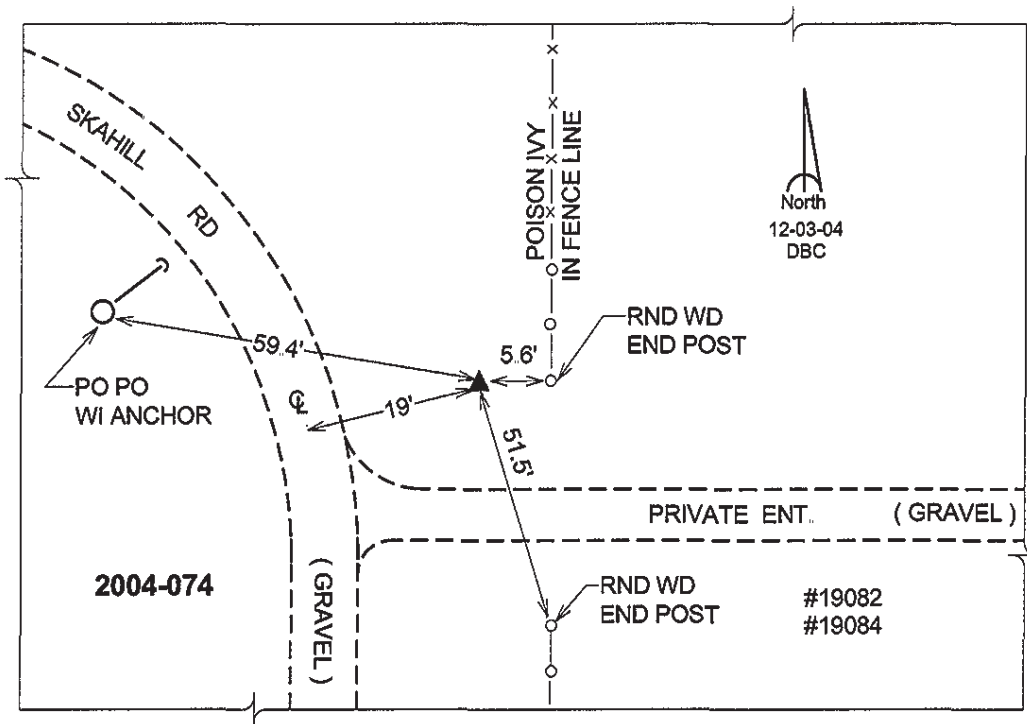 SKAHILL
RD
POISON IVY
IN FENCE LINE
North
12-03-04
DBC
RND WD
END POST
59.4'
5.6'
PO PO
W/ ANCHOR
℄
19'
51.5'
PRIVATE ENT. ( GRAVEL )
2004-074
( GRAVEL )
RND WD
END POST
#19082
#19084